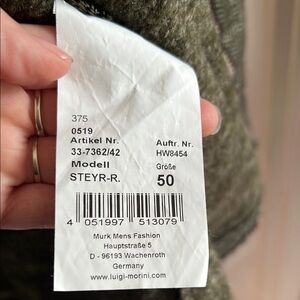 375
0519
Artikel Nr. Auftr. Nr.
33-7362/42 HW8454
Modell Größe
STEYR-R. 50
4 051997 513079
Murk Mens Fashion
Hauptstraße 5
D - 96193 Wachenroth
Germany
www.luigi-morini.com